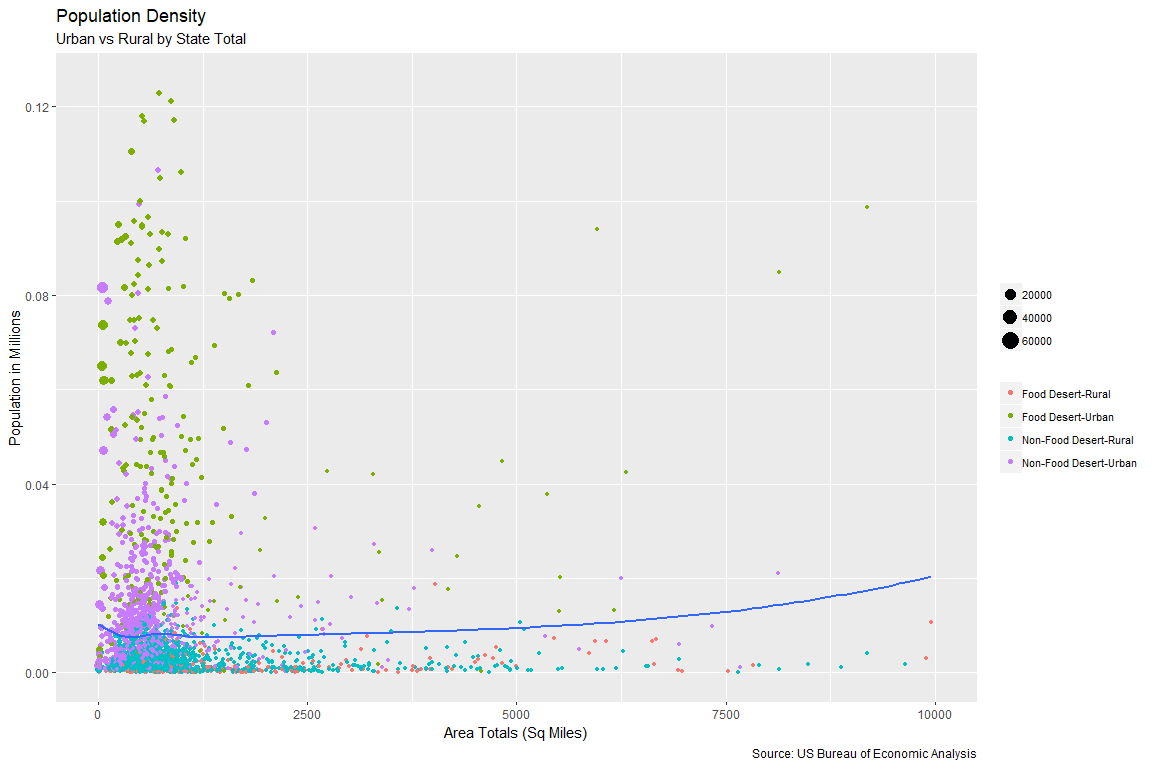 Population Density
Urban vs Rural by State Total
Population in Millions
0.12
0.08
0.04
0.00
0
2500
5000
7500
10000
Area Totals (Sq Miles)
20000
40000
60000
Food Desert-Rural
Food Desert-Urban
Non-Food Desert-Rural
Non-Food Desert-Urban
Source: US Bureau of Economic Analysis